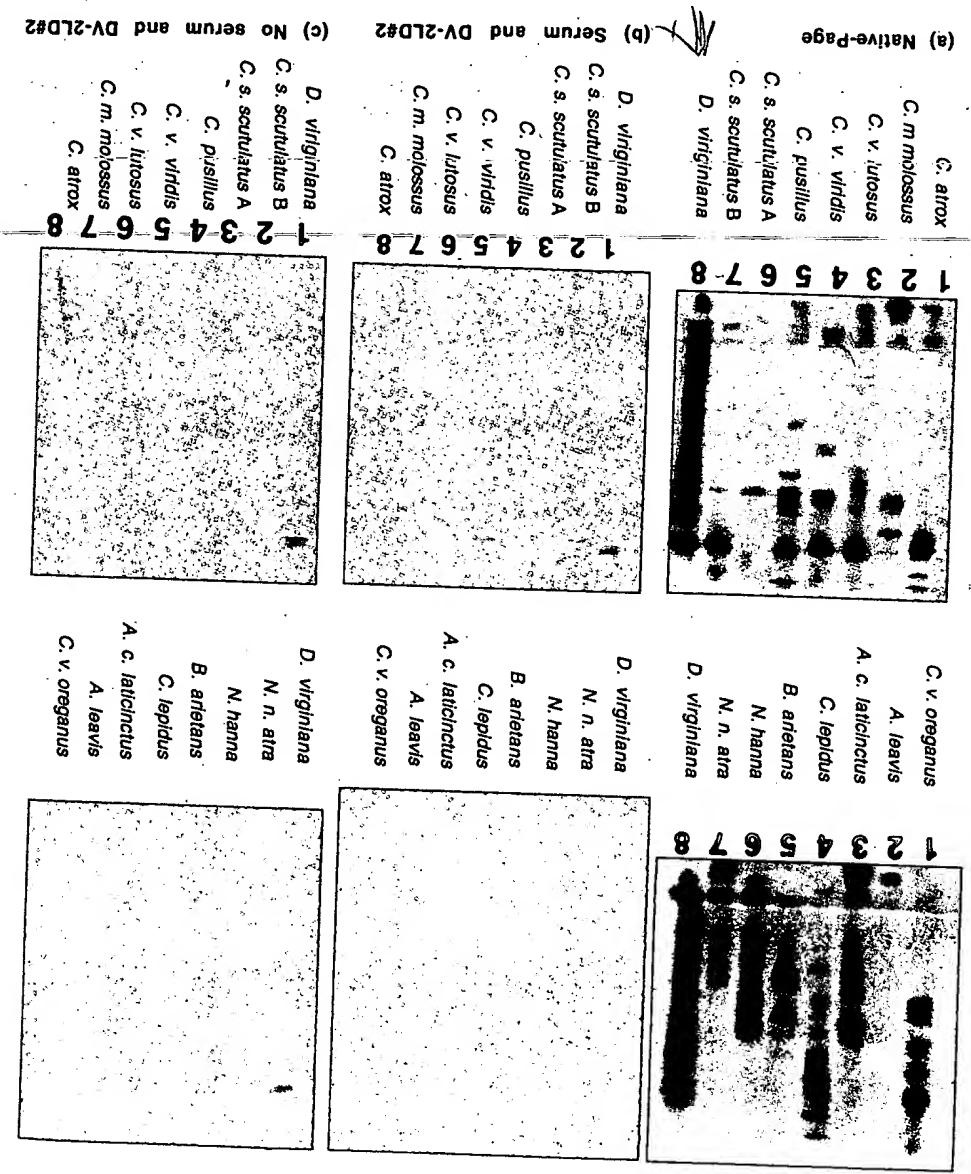 (a) Native-Page
C. atrox
C. m molossus
C. v. lutosus
C. v. viridis
C. pusillus
C. s. scutulatus A
C. s. scutulatus B
D. viriginiana
1 2 3 4 5 6 7 8
C. v. oreganus
A. leavis
A. c. laticinctus
C. lepidus
B. arietans
N. hanna
N. n. atra
D. virginiana
1 2 3 4 5 6 7 8
(b) Serum and DV-2LD#2
D. viriginiana
C. s. scutulatus B
C. s. scutulatus A
C. pusillus
C. v. viridis
C. v. lutosus
C. m. molossus
C. atrox
1 2 3 4 5 6 7 8
D. virginiana
N. n. atra
N. hanna
B. arietans
C. lepidus
A. c. laticinctus
A. leavis
C. v. oreganus
(c) No serum and DV-2LD#2
D. viriginiana
C. s. scutulatus B
C. s. scutulatus A
C. pusillus
C. v. viridis
C. v. lutosus
C. m. molossus
C. atrox
1 2 3 4 5 6 7 8
D. virginiana
N. n. atra
N. hanna
B. arietans
C. lepidus
A. c. laticinctus
A. leavis
C. v. oreganus